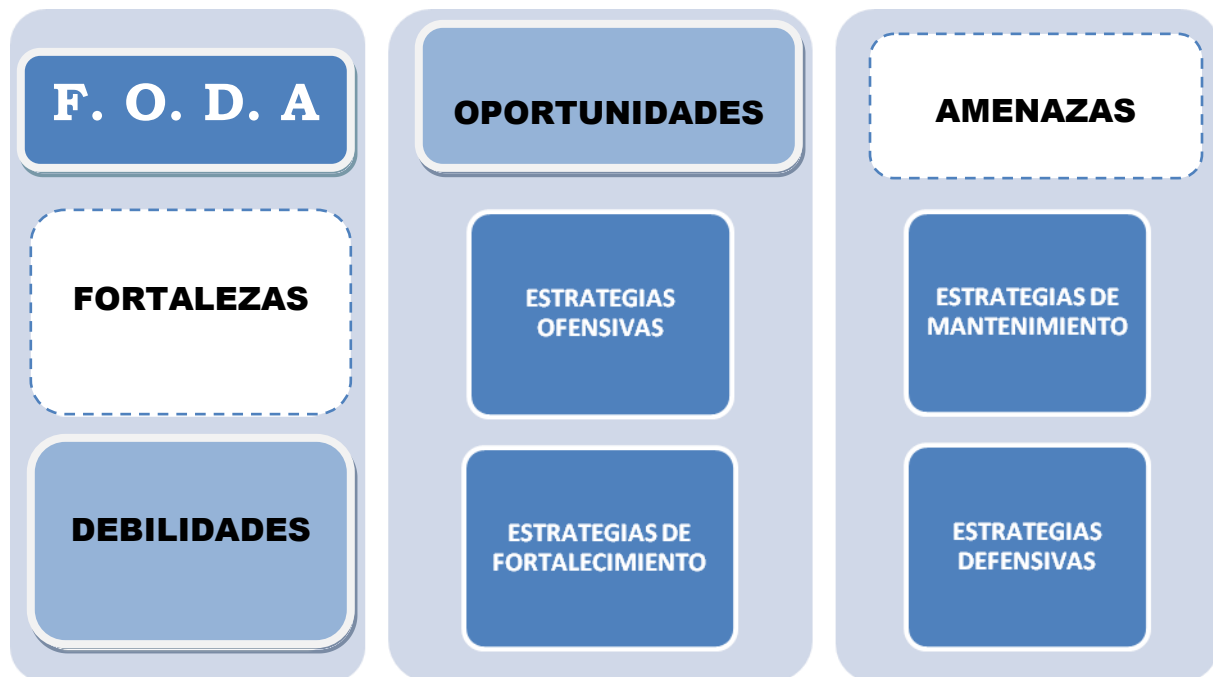 F. O. D. A
OPORTUNIDADES
AMENAZAS
FORTALEZAS
ESTRATEGIAS
OFENSIVAS
ESTRATEGIAS DE
MANTENIMIENTO
DEBILIDADES
ESTRATEGIAS DE
FORTALECIMIENTO
ESTRATEGIAS
DEFENSIVAS